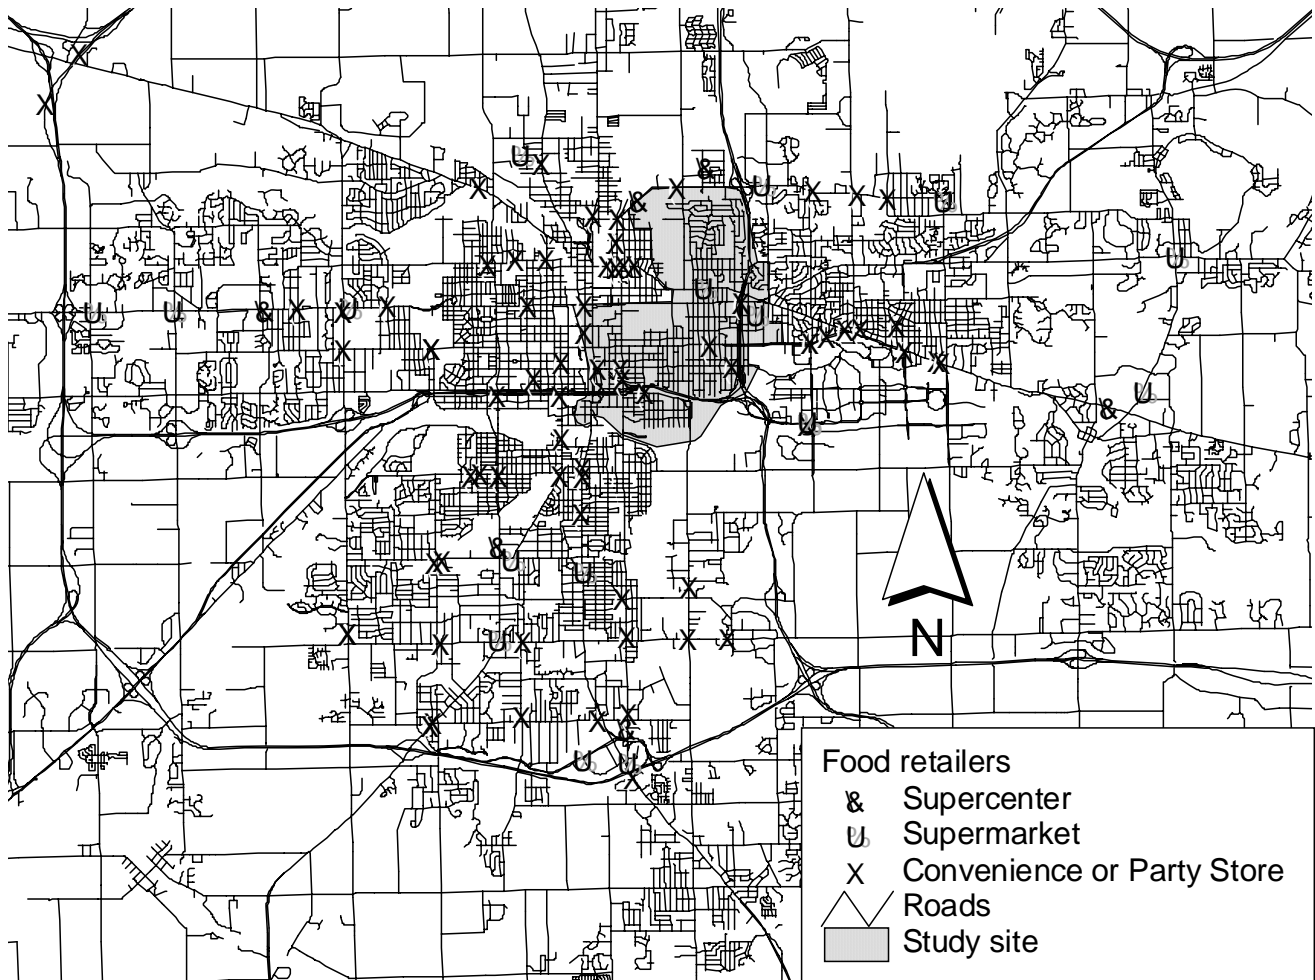 N
Food retailers
& Supercenter
U Supermarket
X Convenience or Party Store
Roads
Study site